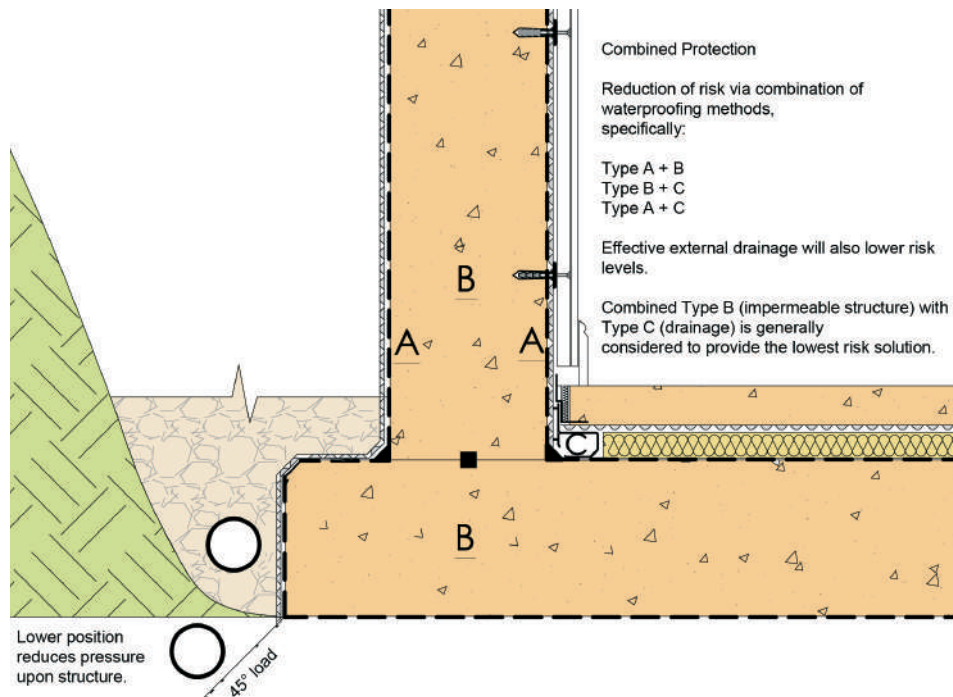 Combined Protection
Reduction of risk via combination of
waterproofing methods,
specifically:
Type A + B
Type B + C
Type A + C
Effective external drainage will also lower risk
levels.
Combined Type B (impermeable structure) with
Type C (drainage) is generally
considered to provide the lowest risk solution.
B
A
A
C
B
Lower position
reduces pressure
upon structure.
45° load